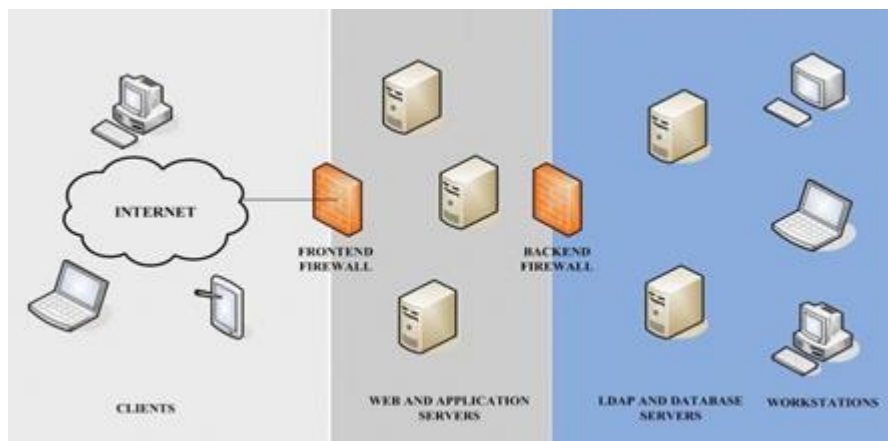 INTERNET
FRONTEND
FIREWALL
BACKEND
FIREWALL
CLIENTS
WEB AND APPLICATION
SERVERS
LDAP AND DATABASE
SERVERS
WORKSTATIONS